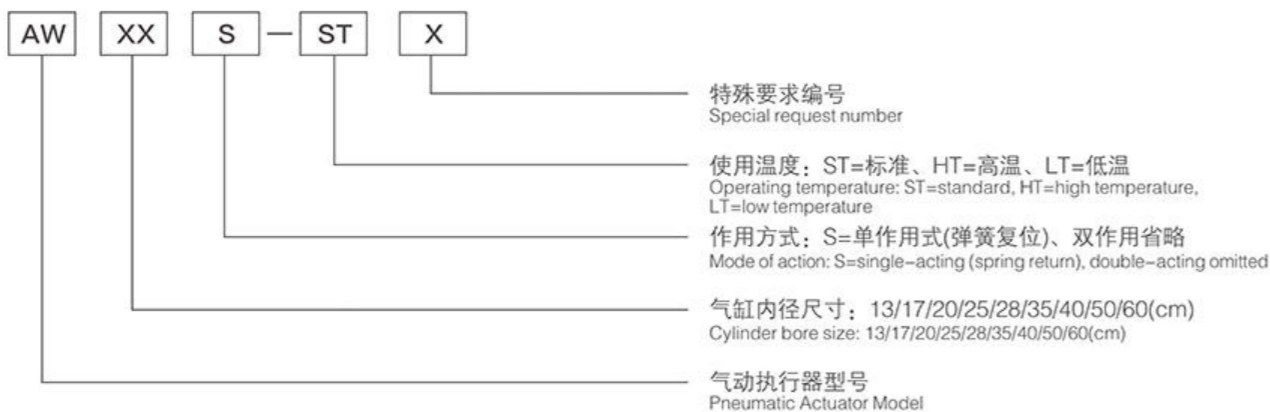 AW XX S — ST X
特殊要求编号
Special request number
使用温度：ST=标准、HT=高温、LT=低温
Operating temperature: ST=standard, HT=high temperature,
LT=low temperature
作用方式：S=单作用式(弹簧复位)、双作用省略
Mode of action: S=single-acting (spring return), double-acting omitted
气缸内径尺寸：13/17/20/25/28/35/40/50/60(cm)
Cylinder bore size: 13/17/20/25/28/35/40/50/60(cm)
气动执行器型号
Pneumatic Actuator Model